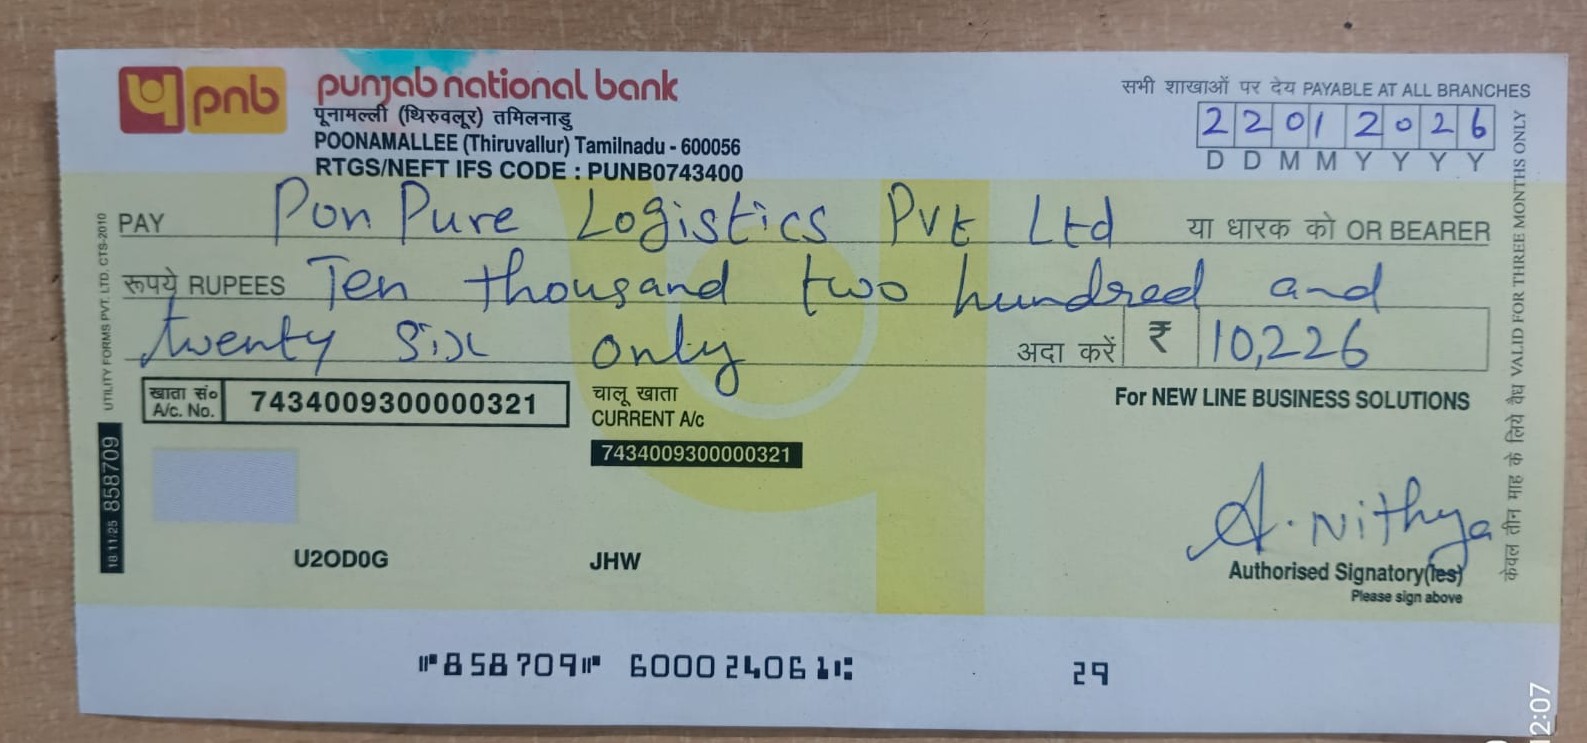 प pnb punjab national bank
पूनामल्ली (थिरुवलूर) तमिलनाडु
POONAMALLEE (Thiruvallur) Tamilnadu - 600056
RTGS/NEFT IFS CODE : PUNB0743400
सभी शाखाओं पर देय PAYABLE AT ALL BRANCHES
22012026
D D M M Y Y Y Y
PAY Pon Pure Logistics Pvt Ltd या धारक को OR BEARER
रूपये RUPEES Ten thousand two hundred and
twenty six only अदा करें ₹ 10,226
खाता सं० A/c. No. 7434009300000321
चालू खाता
CURRENT A/c
7434009300000321
For NEW LINE BUSINESS SOLUTIONS
A. Nithya
Authorised Signatory(ies)
Please sign above
U2OD0G JHW
⑈858709⑈ 600024061⑆ 29
UTILITY FORMS PVT. LTD. CTS-2010
18/11/25 858709
केवल तीन माह के लिये वैध VALID FOR THREE MONTHS ONLY
12:07